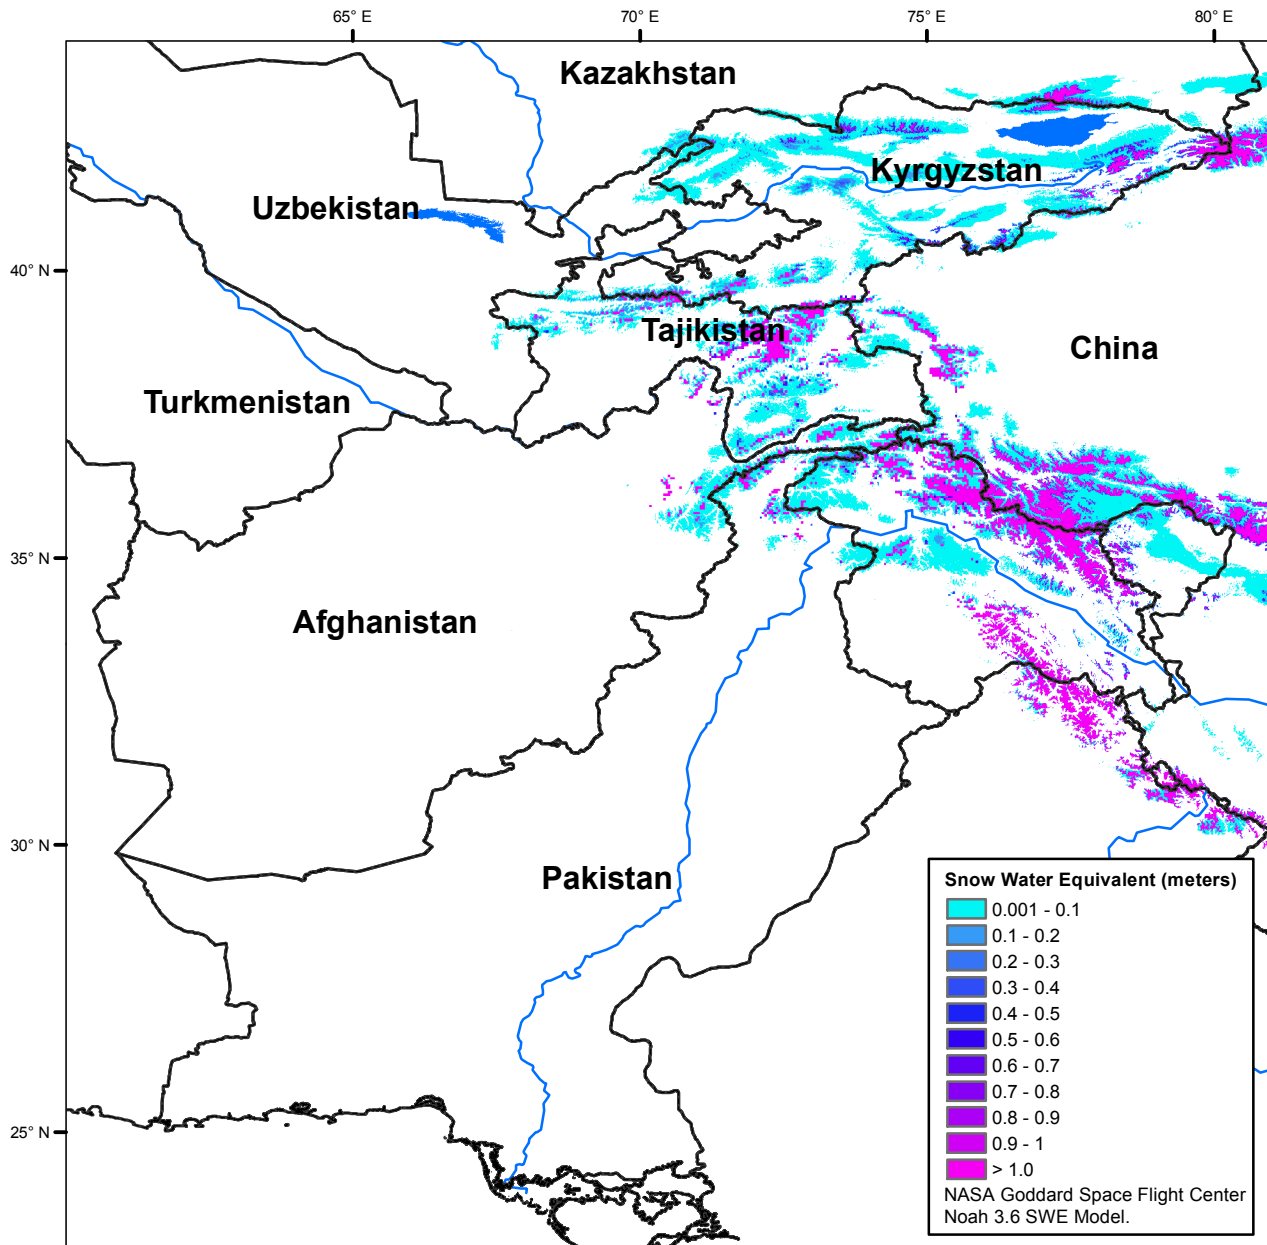 65° E
70° E
75° E
80° E
Kazakhstan
Kyrgyzstan
Uzbekistan
40° N
Tajikistan
China
Turkmenistan
35° N
Afghanistan
30° N
Pakistan
25° N
Snow Water Equivalent (meters)
0.001 - 0.1
0.1 - 0.2
0.2 - 0.3
0.3 - 0.4
0.4 - 0.5
0.5 - 0.6
0.6 - 0.7
0.7 - 0.8
0.8 - 0.9
0.9 - 1
> 1.0
NASA Goddard Space Flight Center
Noah 3.6 SWE Model.